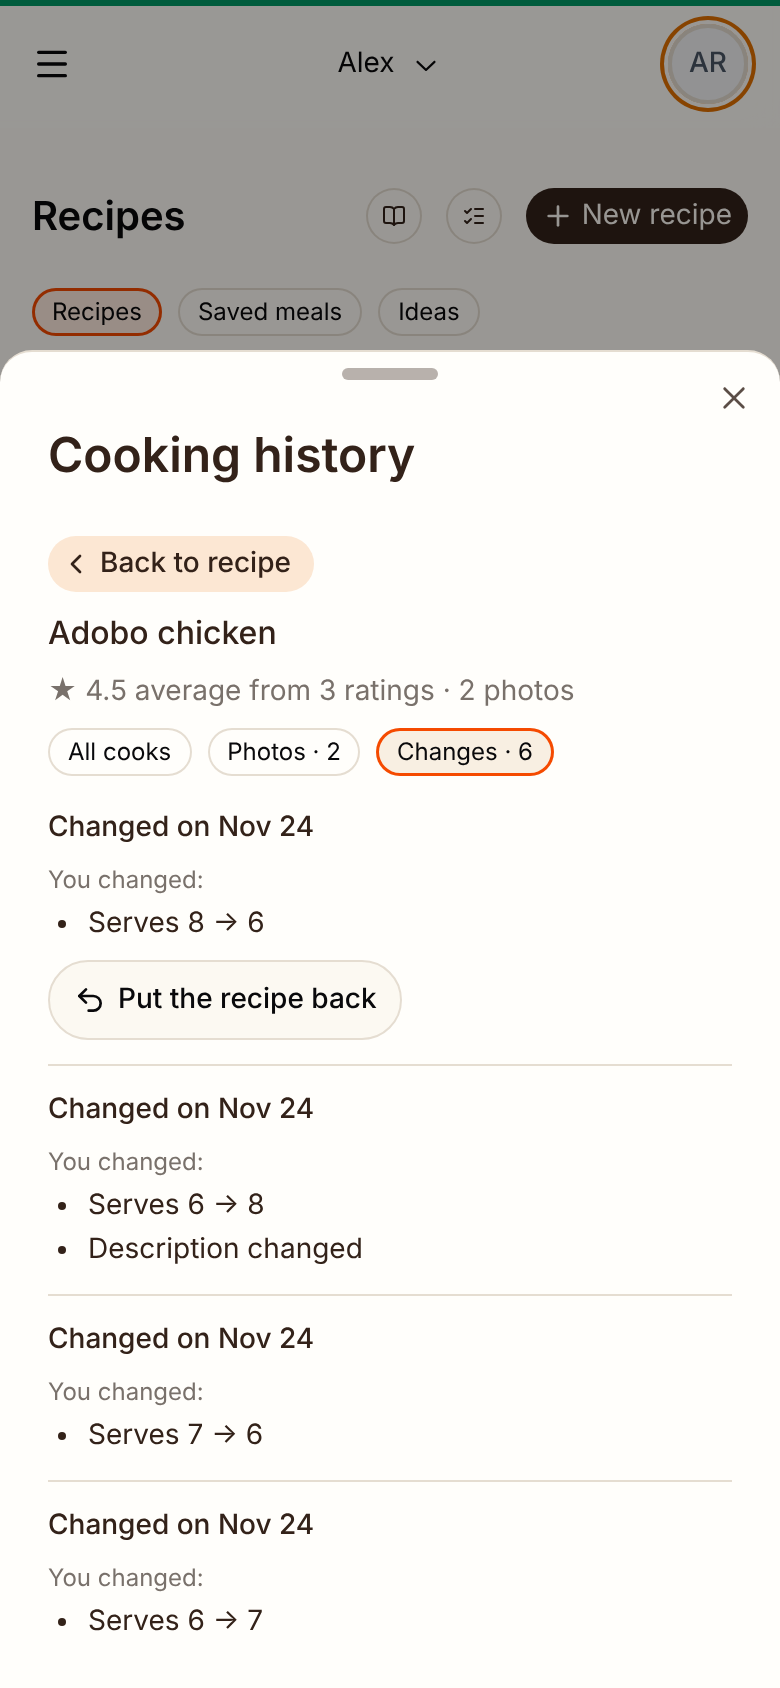 Alex
AR
Recipes
New recipe
Recipes
Saved meals
Ideas
Cooking history
Back to recipe
Adobo chicken
★ 4.5 average from 3 ratings · 2 photos
All cooks
Photos · 2
Changes · 6
Changed on Nov 24
You changed:
• Serves 8 → 6
Put the recipe back
Changed on Nov 24
You changed:
• Serves 6 → 8
• Description changed
Changed on Nov 24
You changed:
• Serves 7 → 6
Changed on Nov 24
You changed:
• Serves 6 → 7